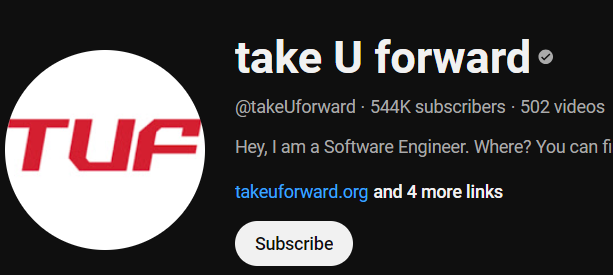 TUF
take U forward
@takeUforward · 544K subscribers · 502 videos
Hey, I am a Software Engineer. Where? You can fi
takeuforward.org and 4 more links
Subscribe